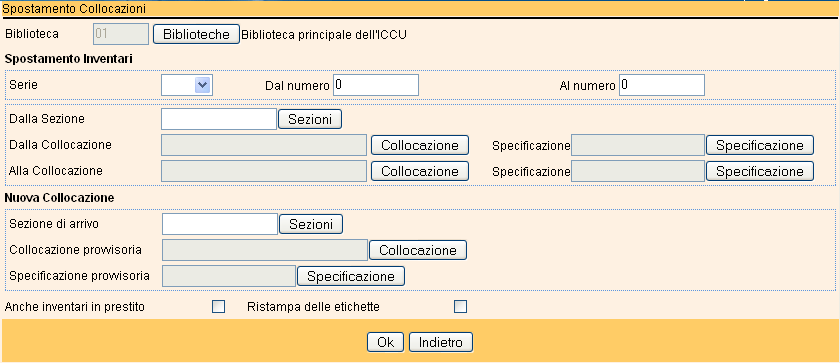 Spostamento Collocazioni
Biblioteca 01 Biblioteche Biblioteca principale dell'ICCU
Spostamento Inventari
Serie Dal numero 0 Al numero 0
Dalla Sezione Sezioni
Dalla Collocazione Collocazione Specificazione Specificazione
Alla Collocazione Collocazione Specificazione Specificazione
Nuova Collocazione
Sezione di arrivo Sezioni
Collocazione provvisoria Collocazione
Specificazione provvisoria Specificazione
Anche inventari in prestito Ristampa delle etichette
Ok Indietro